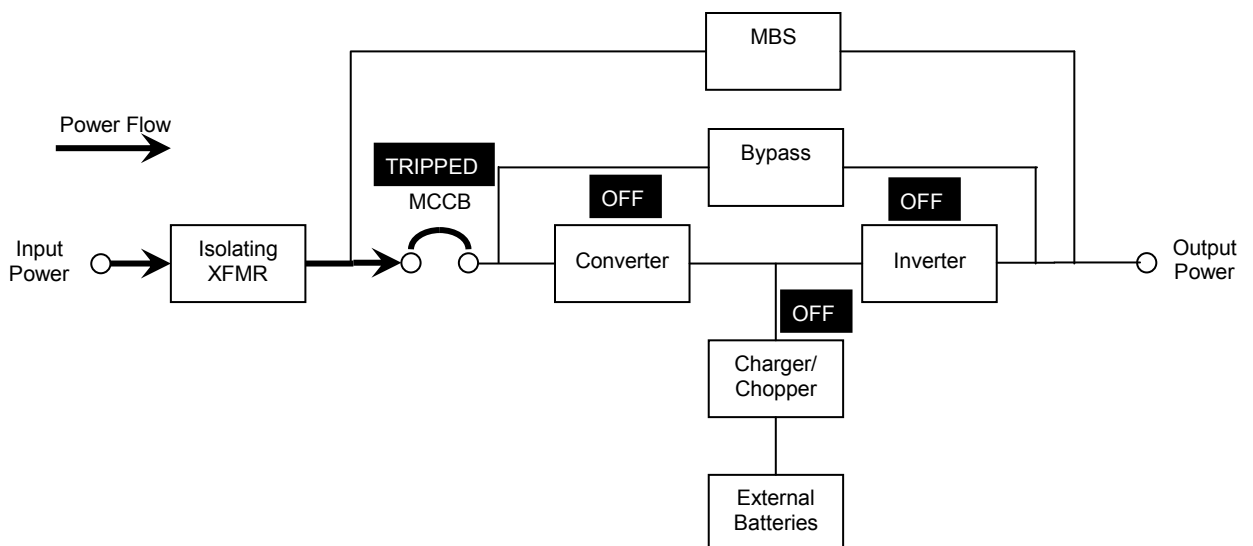 MBS
Power Flow
Bypass
TRIPPED
MCCB
OFF
OFF
Input
Power
Isolating
XFMR
Converter
Inverter
Output
Power
OFF
Charger/
Chopper
External
Batteries